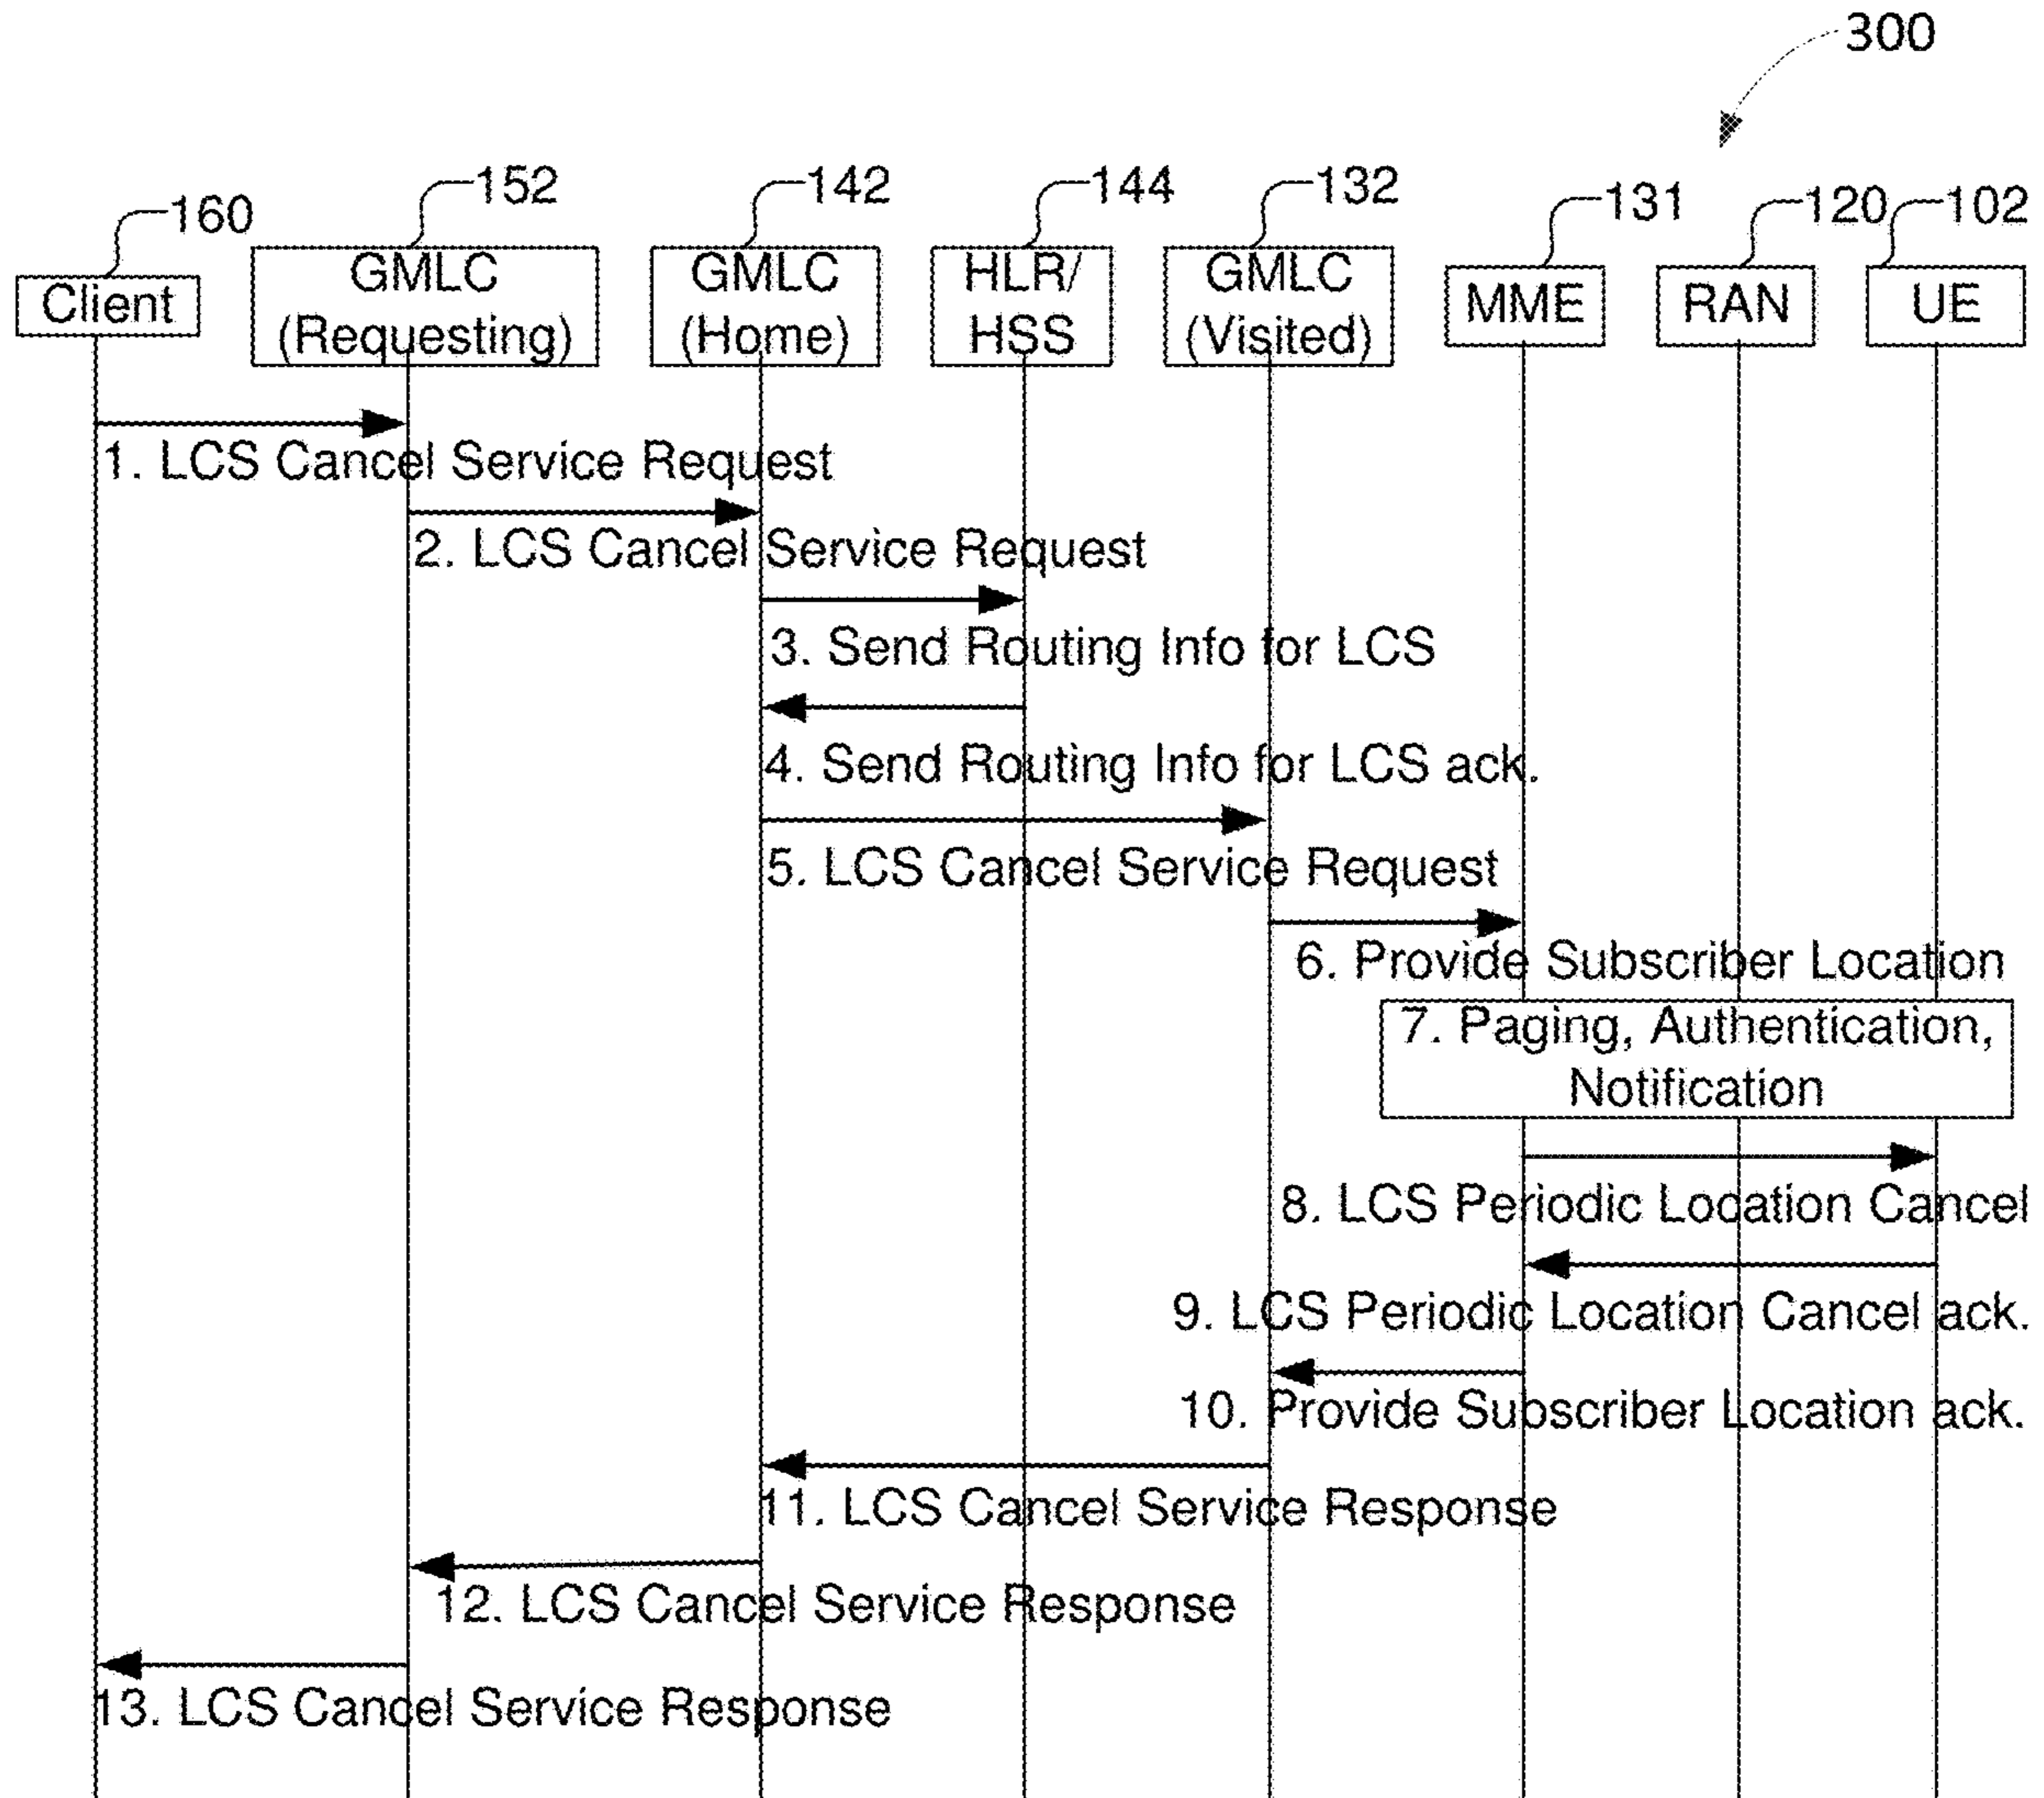 300
160
152
142
144
132
131
120
102
Client
GMLC
(Requesting)
GMLC
(Home)
HLR/
HSS
GMLC
(Visited)
MME
RAN
UE
1. LCS Cancel Service Request
2. LCS Cancel Service Request
3. Send Routing Info for LCS
4. Send Routing Info for LCS ack.
5. LCS Cancel Service Request
6. Provide Subscriber Location
7. Paging, Authentication,
Notification
8. LCS Periodic Location Cancel
9. LCS Periodic Location Cancel ack.
10. Provide Subscriber Location ack.
11. LCS Cancel Service Response
12. LCS Cancel Service Response
13. LCS Cancel Service Response